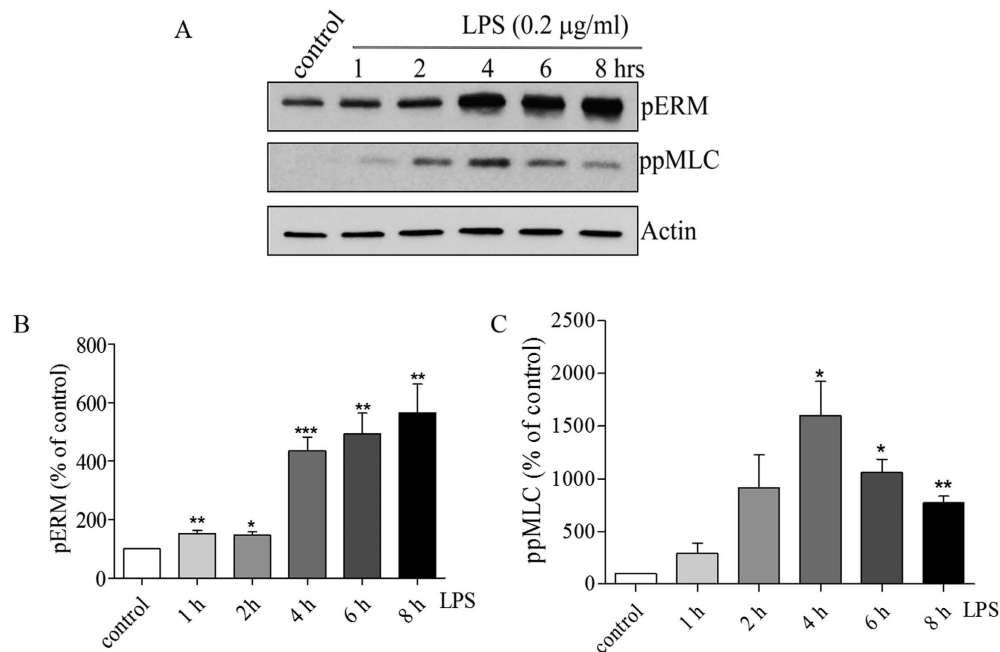 A
control
LPS (0.2 μg/ml)
1 2 4 6 8 hrs
pERM
ppMLC
Actin
B
pERM (% of control)
800
600
400
200
0
** * *** ** **
control 1 h 2h 4 h 6 h 8 h LPS
C
ppMLC (% of control)
2500
2000
1500
1000
500
0
* * **
control 1 h 2 h 4 h 6 h 8 h LPS